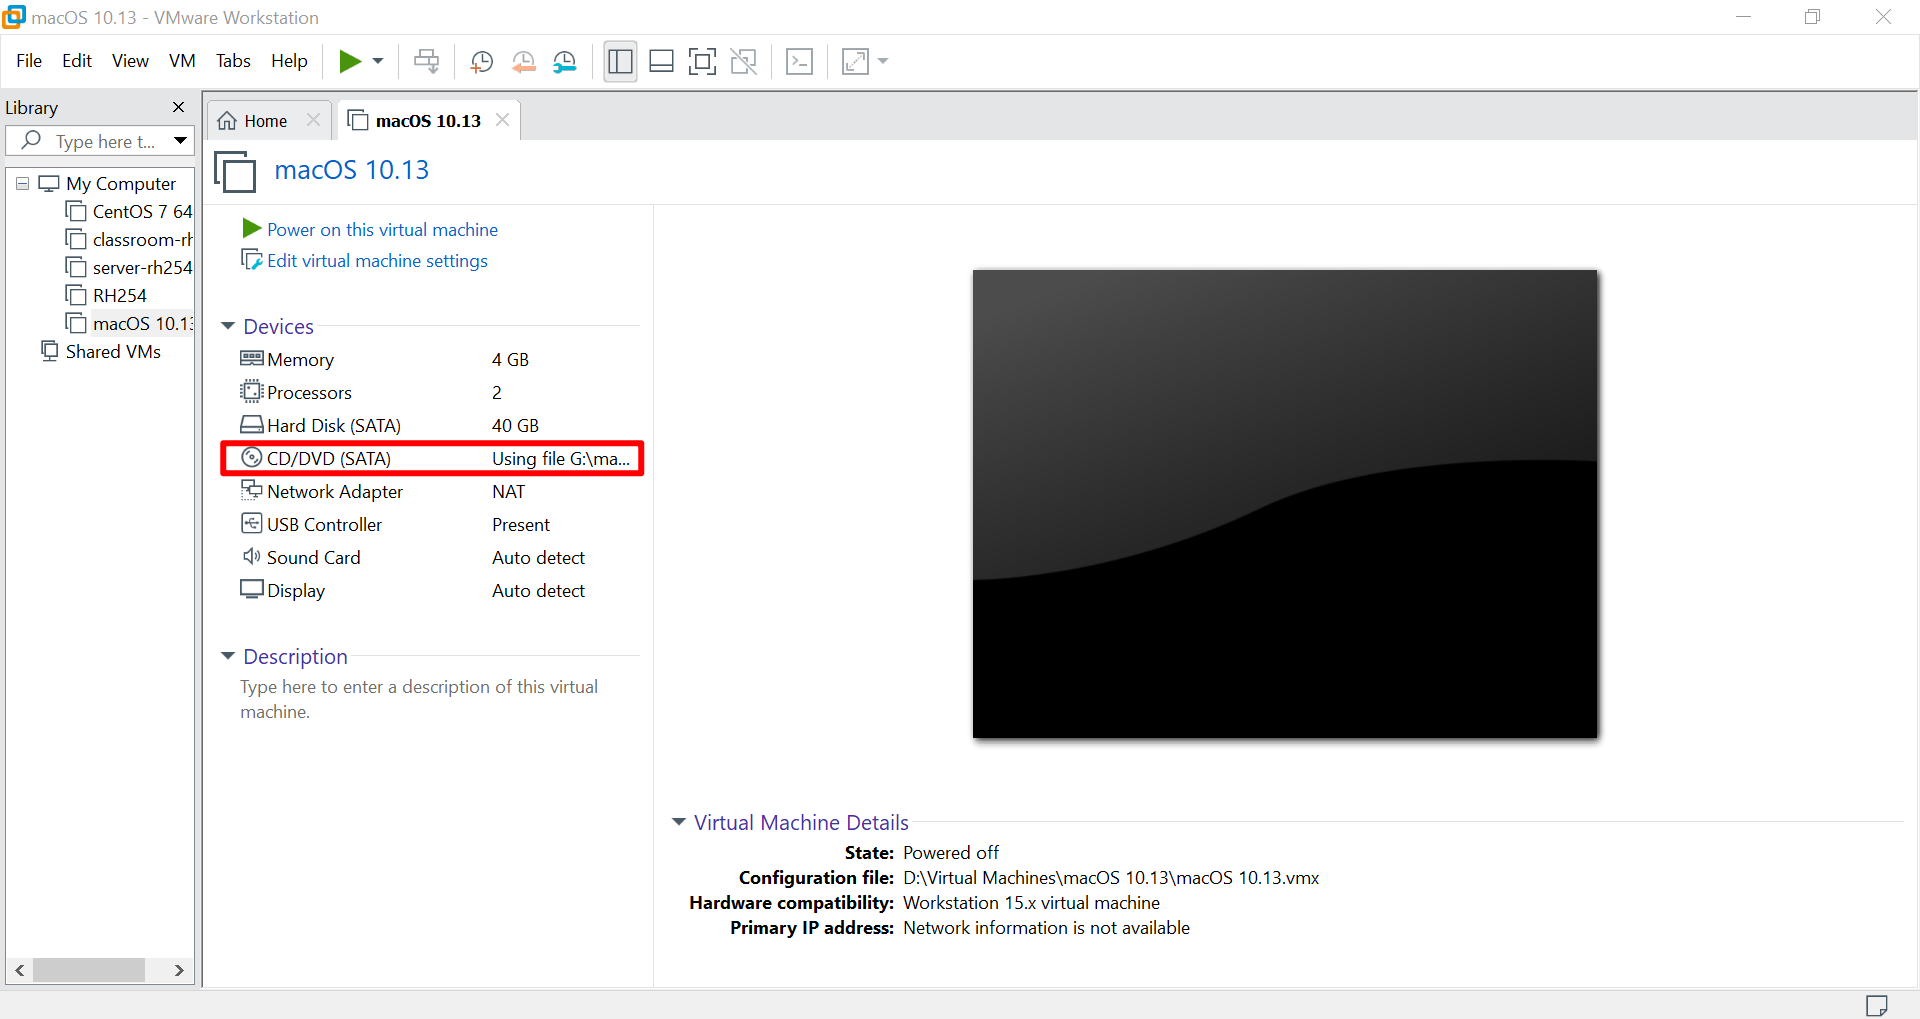 macOS 10.13 - VMware Workstation
File Edit View VM Tabs Help
Library
Type here t...
My Computer
CentOS 7 64
classroom-rh
server-rh254
RH254
macOS 10.13
Shared VMs
Home
macOS 10.13
macOS 10.13
Power on this virtual machine
Edit virtual machine settings
Devices
Memory 4 GB
Processors 2
Hard Disk (SATA) 40 GB
CD/DVD (SATA) Using file G:\ma...
Network Adapter NAT
USB Controller Present
Sound Card Auto detect
Display Auto detect
Description
Type here to enter a description of this virtual
machine.
Virtual Machine Details
State: Powered off
Configuration file: D:\Virtual Machines\macOS 10.13\macOS 10.13.vmx
Hardware compatibility: Workstation 15.x virtual machine
Primary IP address: Network information is not available